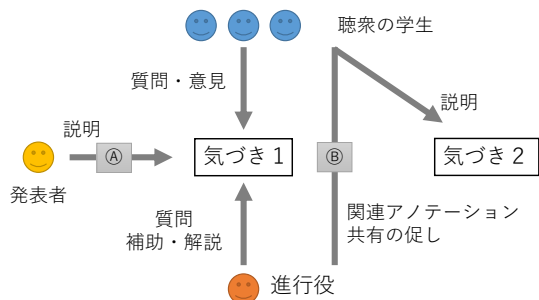 聴衆の学生
質問・意見
説明
説明
Ⓐ
気づき１
Ⓑ
気づき２
発表者
質問
補助・解説
関連アノテーション
共有の促し
進行役